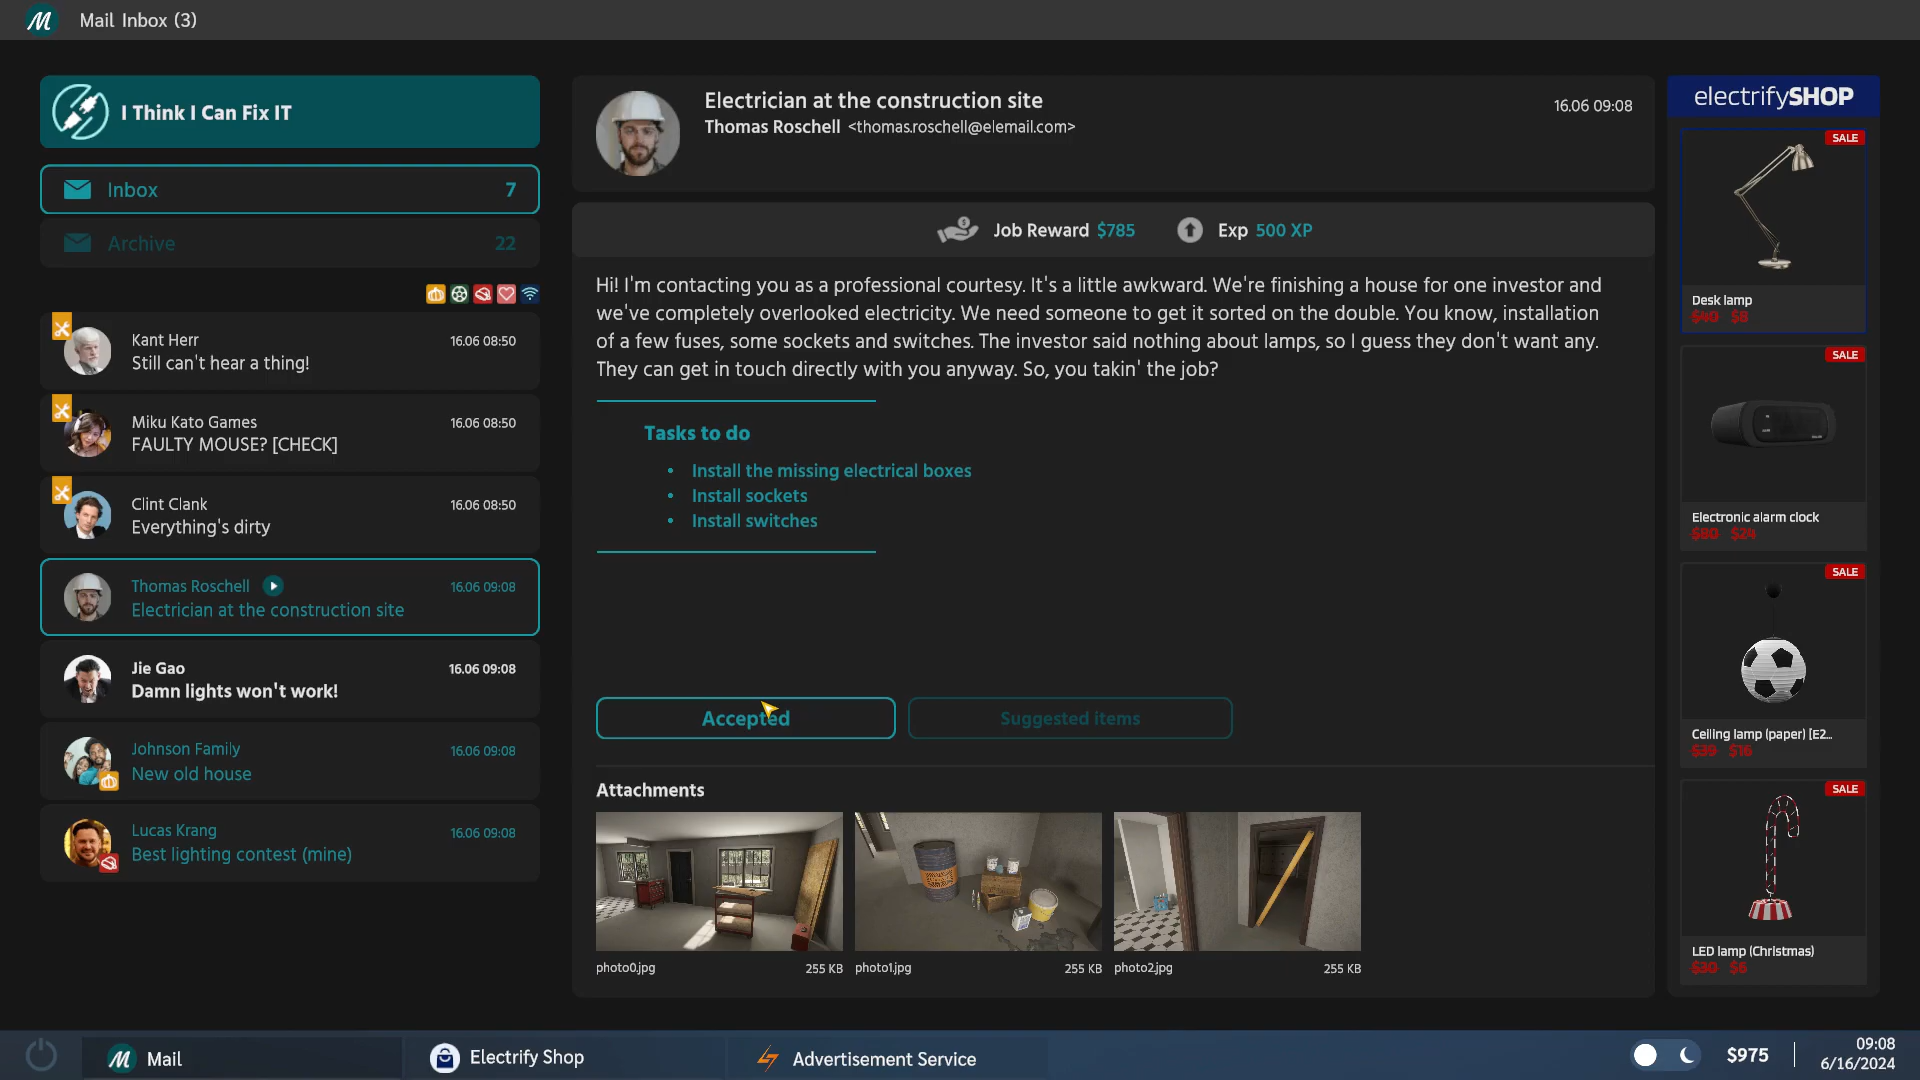 Mail Inbox (3)
I Think I Can Fix IT
Inbox 7
Archive 22
Kant Herr 16.06 08:50
Still can't hear a thing!
Miku Kato Games 16.06 08:50
FAULTY MOUSE? [CHECK]
Clint Clank 16.06 08:50
Everything's dirty
Thomas Roschell 16.06 09:08
Electrician at the construction site
Jie Gao 16.06 09:08
Damn lights won't work!
Johnson Family 16.06 09:08
New old house
Lucas Krang 16.06 09:08
Best lighting contest (mine)
Electrician at the construction site 16.06 09:08
Thomas Roschell <thomas.roschell@elemail.com>
Job Reward $785 Exp 500 XP
Hi! I'm contacting you as a professional courtesy. It's a little awkward. We're finishing a house for one investor and
we've completely overlooked electricity. We need someone to get it sorted on the double. You know, installation
of a few fuses, some sockets and switches. The investor said nothing about lamps, so I guess they don't want any.
They can get in touch directly with you anyway. So, you takin' the job?
Tasks to do
• Install the missing electrical boxes
• Install sockets
• Install switches
Accepted Suggested items
Attachments
photo0.jpg 255 KB photo1.jpg 255 KB photo2.jpg 255 KB
electrifySHOP
SALE
Desk lamp
$40 $8
SALE
Electronic alarm clock
$80 $24
SALE
Ceiling lamp (paper) [E2...
$39 $16
SALE
LED lamp (Christmas)
$30 $6
Mail Electrify Shop Advertisement Service $975 09:08
6/16/2024